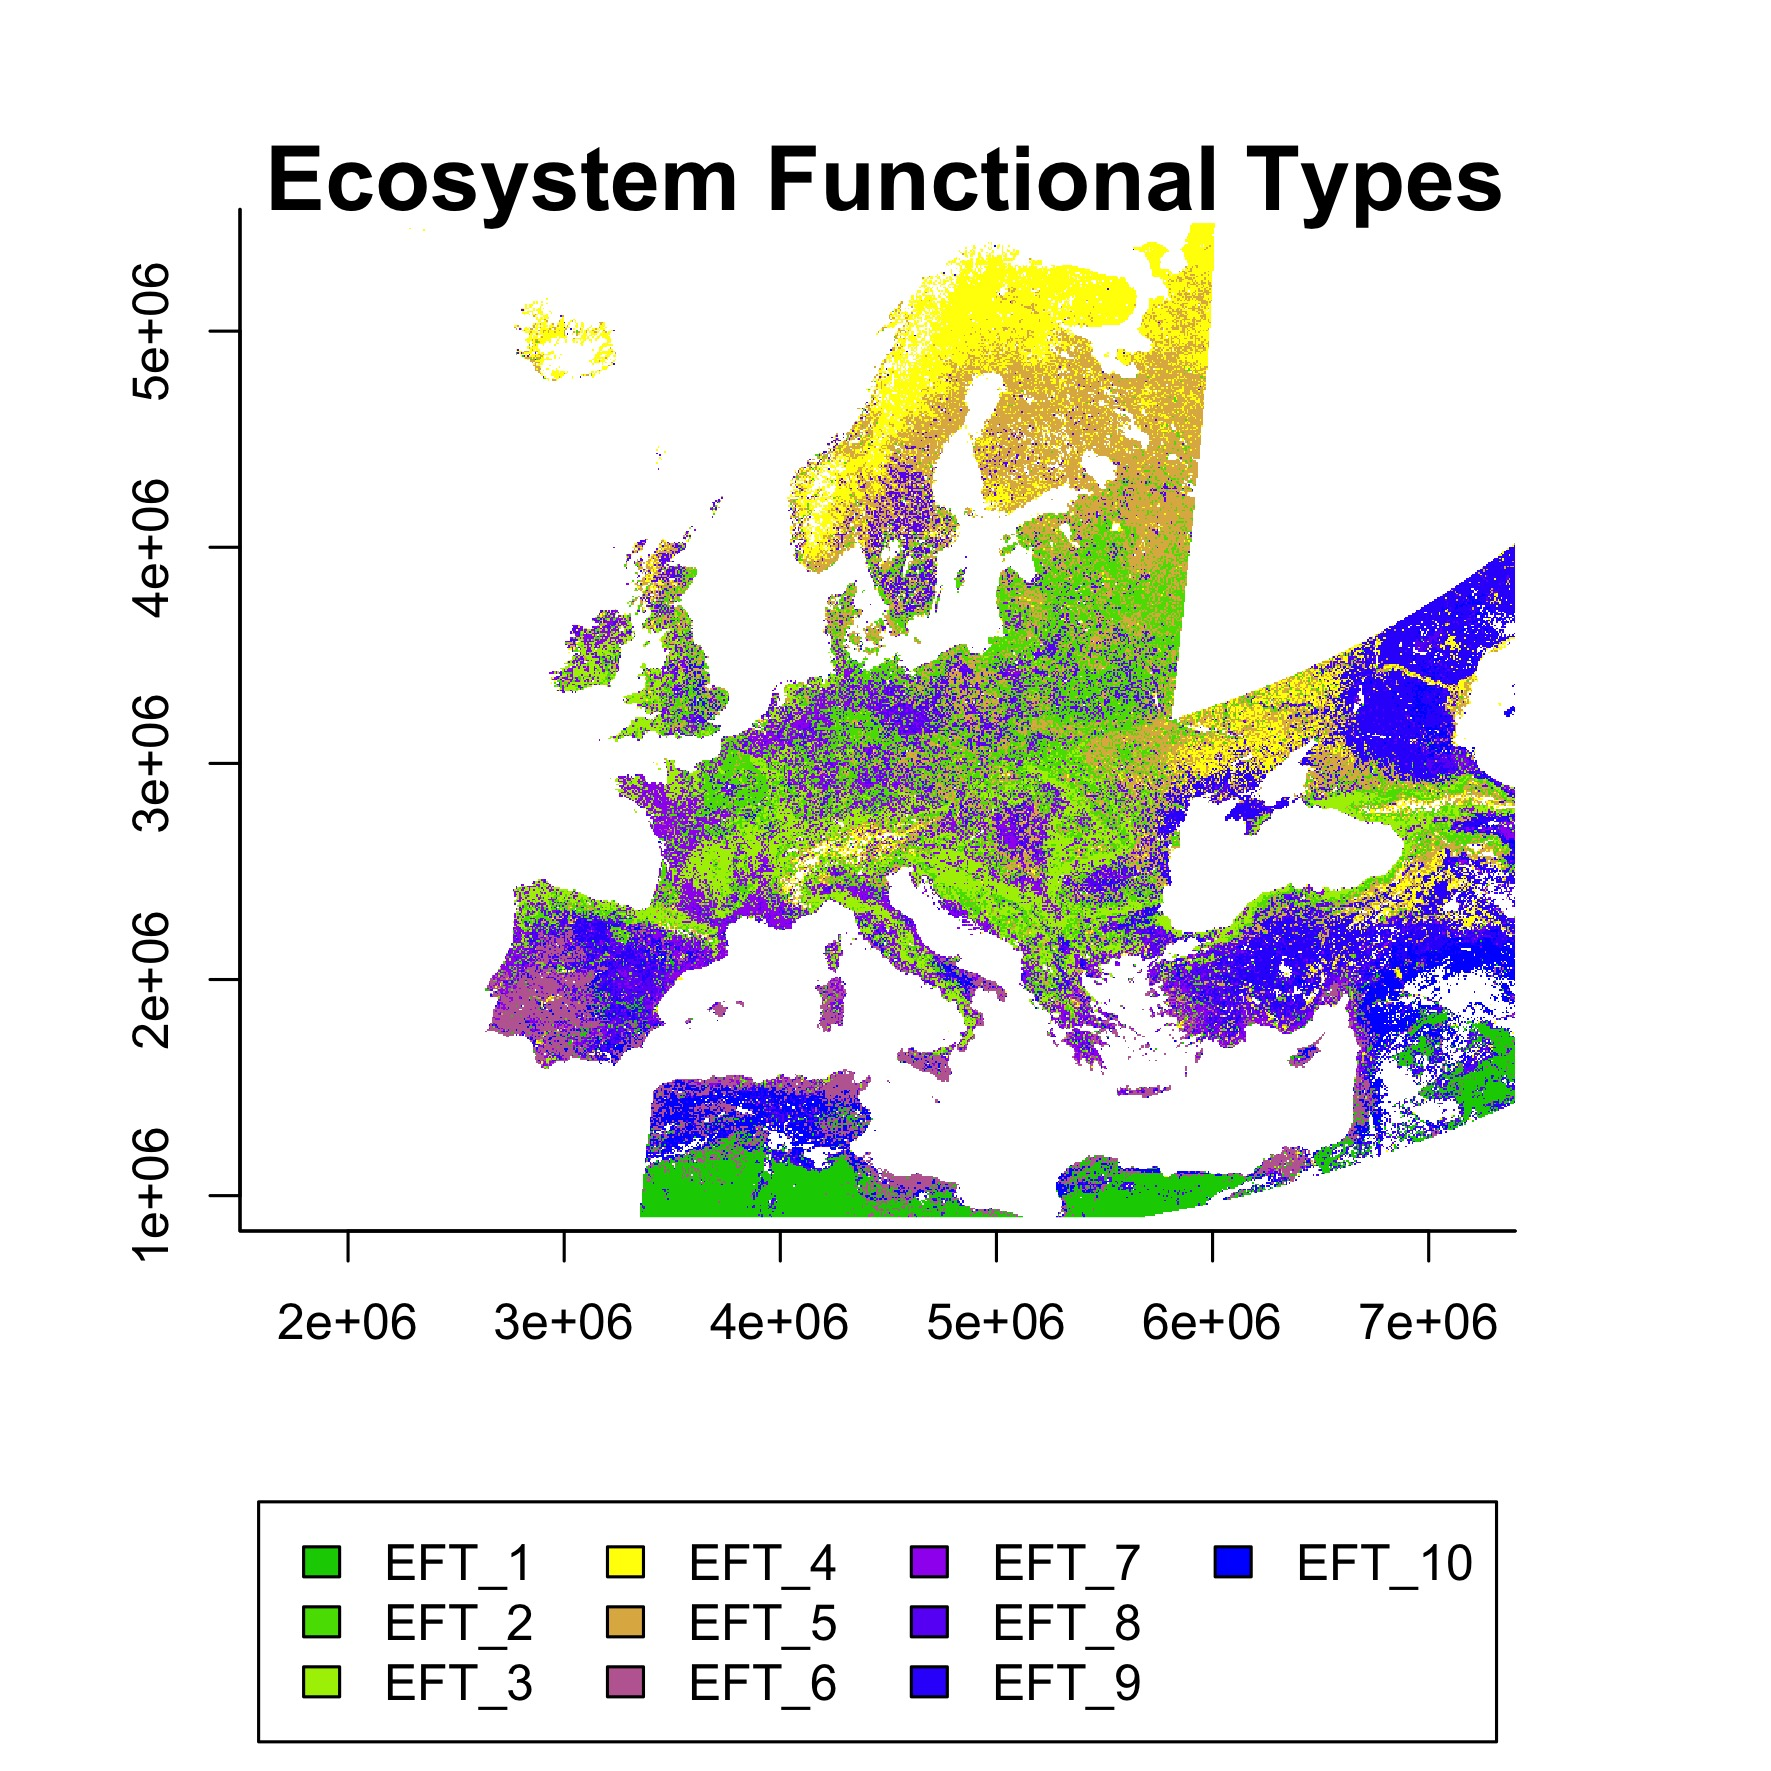 Ecosystem Functional Types
5e+06
4e+06
3e+06
2e+06
1e+06
2e+06 3e+06 4e+06 5e+06 6e+06 7e+06
EFT_1 EFT_4 EFT_7 EFT_10
EFT_2 EFT_5 EFT_8
EFT_3 EFT_6 EFT_9